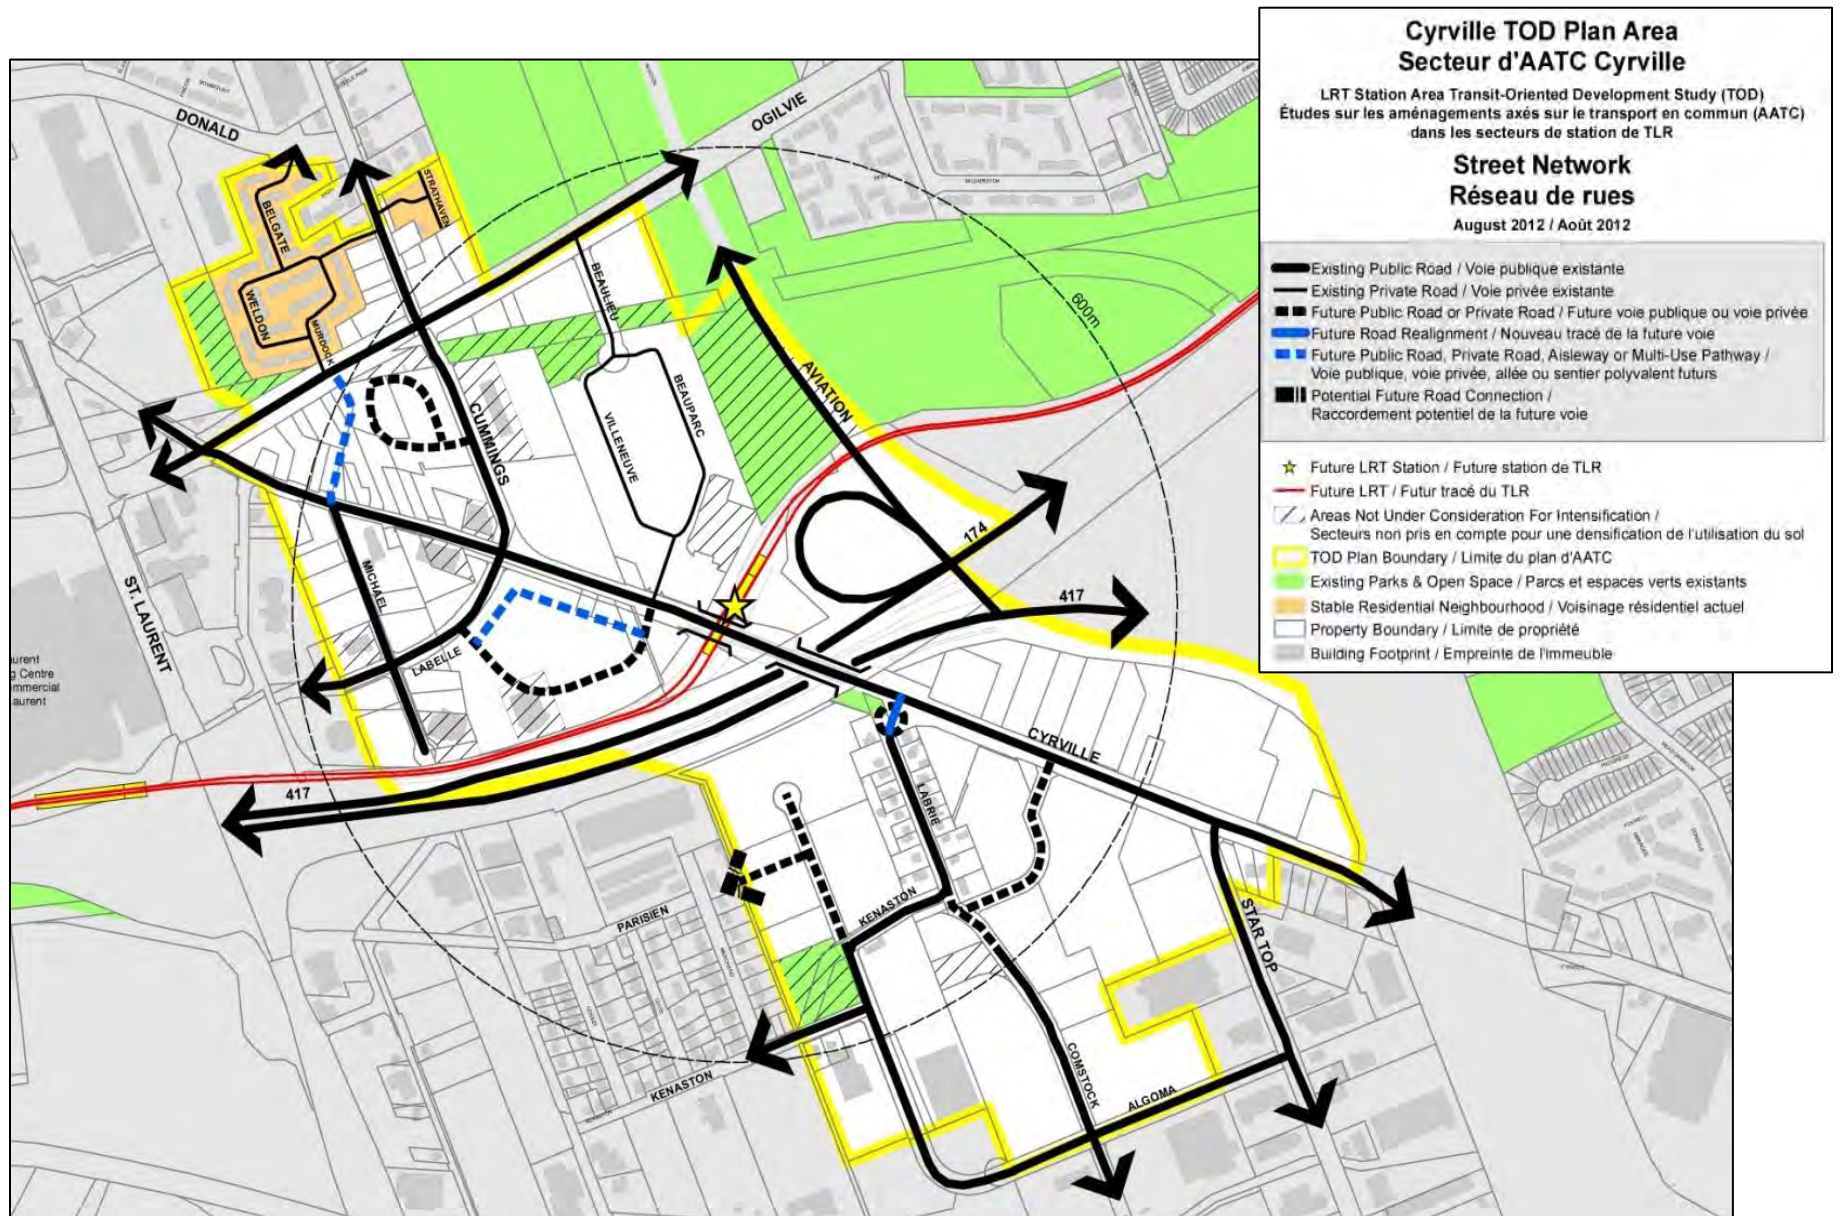 Cyrville TOD Plan Area
Secteur d'AATC Cyrville
LRT Station Area Transit-Oriented Development Study (TOD)
Études sur les aménagements axés sur le transport en commun (AATC)
dans les secteurs de station de TLR
Street Network
Réseau de rues
August 2012 / Août 2012
Existing Public Road / Voie publique existante
Existing Private Road / Voie privée existante
Future Public Road or Private Road / Future voie publique ou voie privée
Future Road Realignment / Nouveau tracé de la future voie
Future Public Road, Private Road, Aisleway or Multi-Use Pathway /
Voie publique, voie privée, allée ou sentier polyvalent futurs
Potential Future Road Connection /
Raccordement potentiel de la future voie
Future LRT Station / Future station de TLR
Future LRT / Futur tracé du TLR
Areas Not Under Consideration For Intensification /
Secteurs non pris en compte pour une densification de l'utilisation du sol
TOD Plan Boundary / Limite du plan d'AATC
Existing Parks & Open Space / Parcs et espaces verts existants
Stable Residential Neighbourhood / Voisinage résidentiel actuel
Property Boundary / Limite de propriété
Building Footprint / Empreinte de l'immeuble
DONALD
OGILVIE
STRATHAVEN
BELGATE
WELDON
MURDOCK
BEAULIEU
600m
AVIATION
CUMMINGS
BEAUPARC
VILLENEUVE
174
MICHAEL
ST. LAURENT
417
LABELLE
urent
g Centre
mmercial
aurent
CYRVILLE
417
LABRIE
KENASTON
PARISIEN
STAR TOP
COMSTOCK
KENASTON
ALGOMA